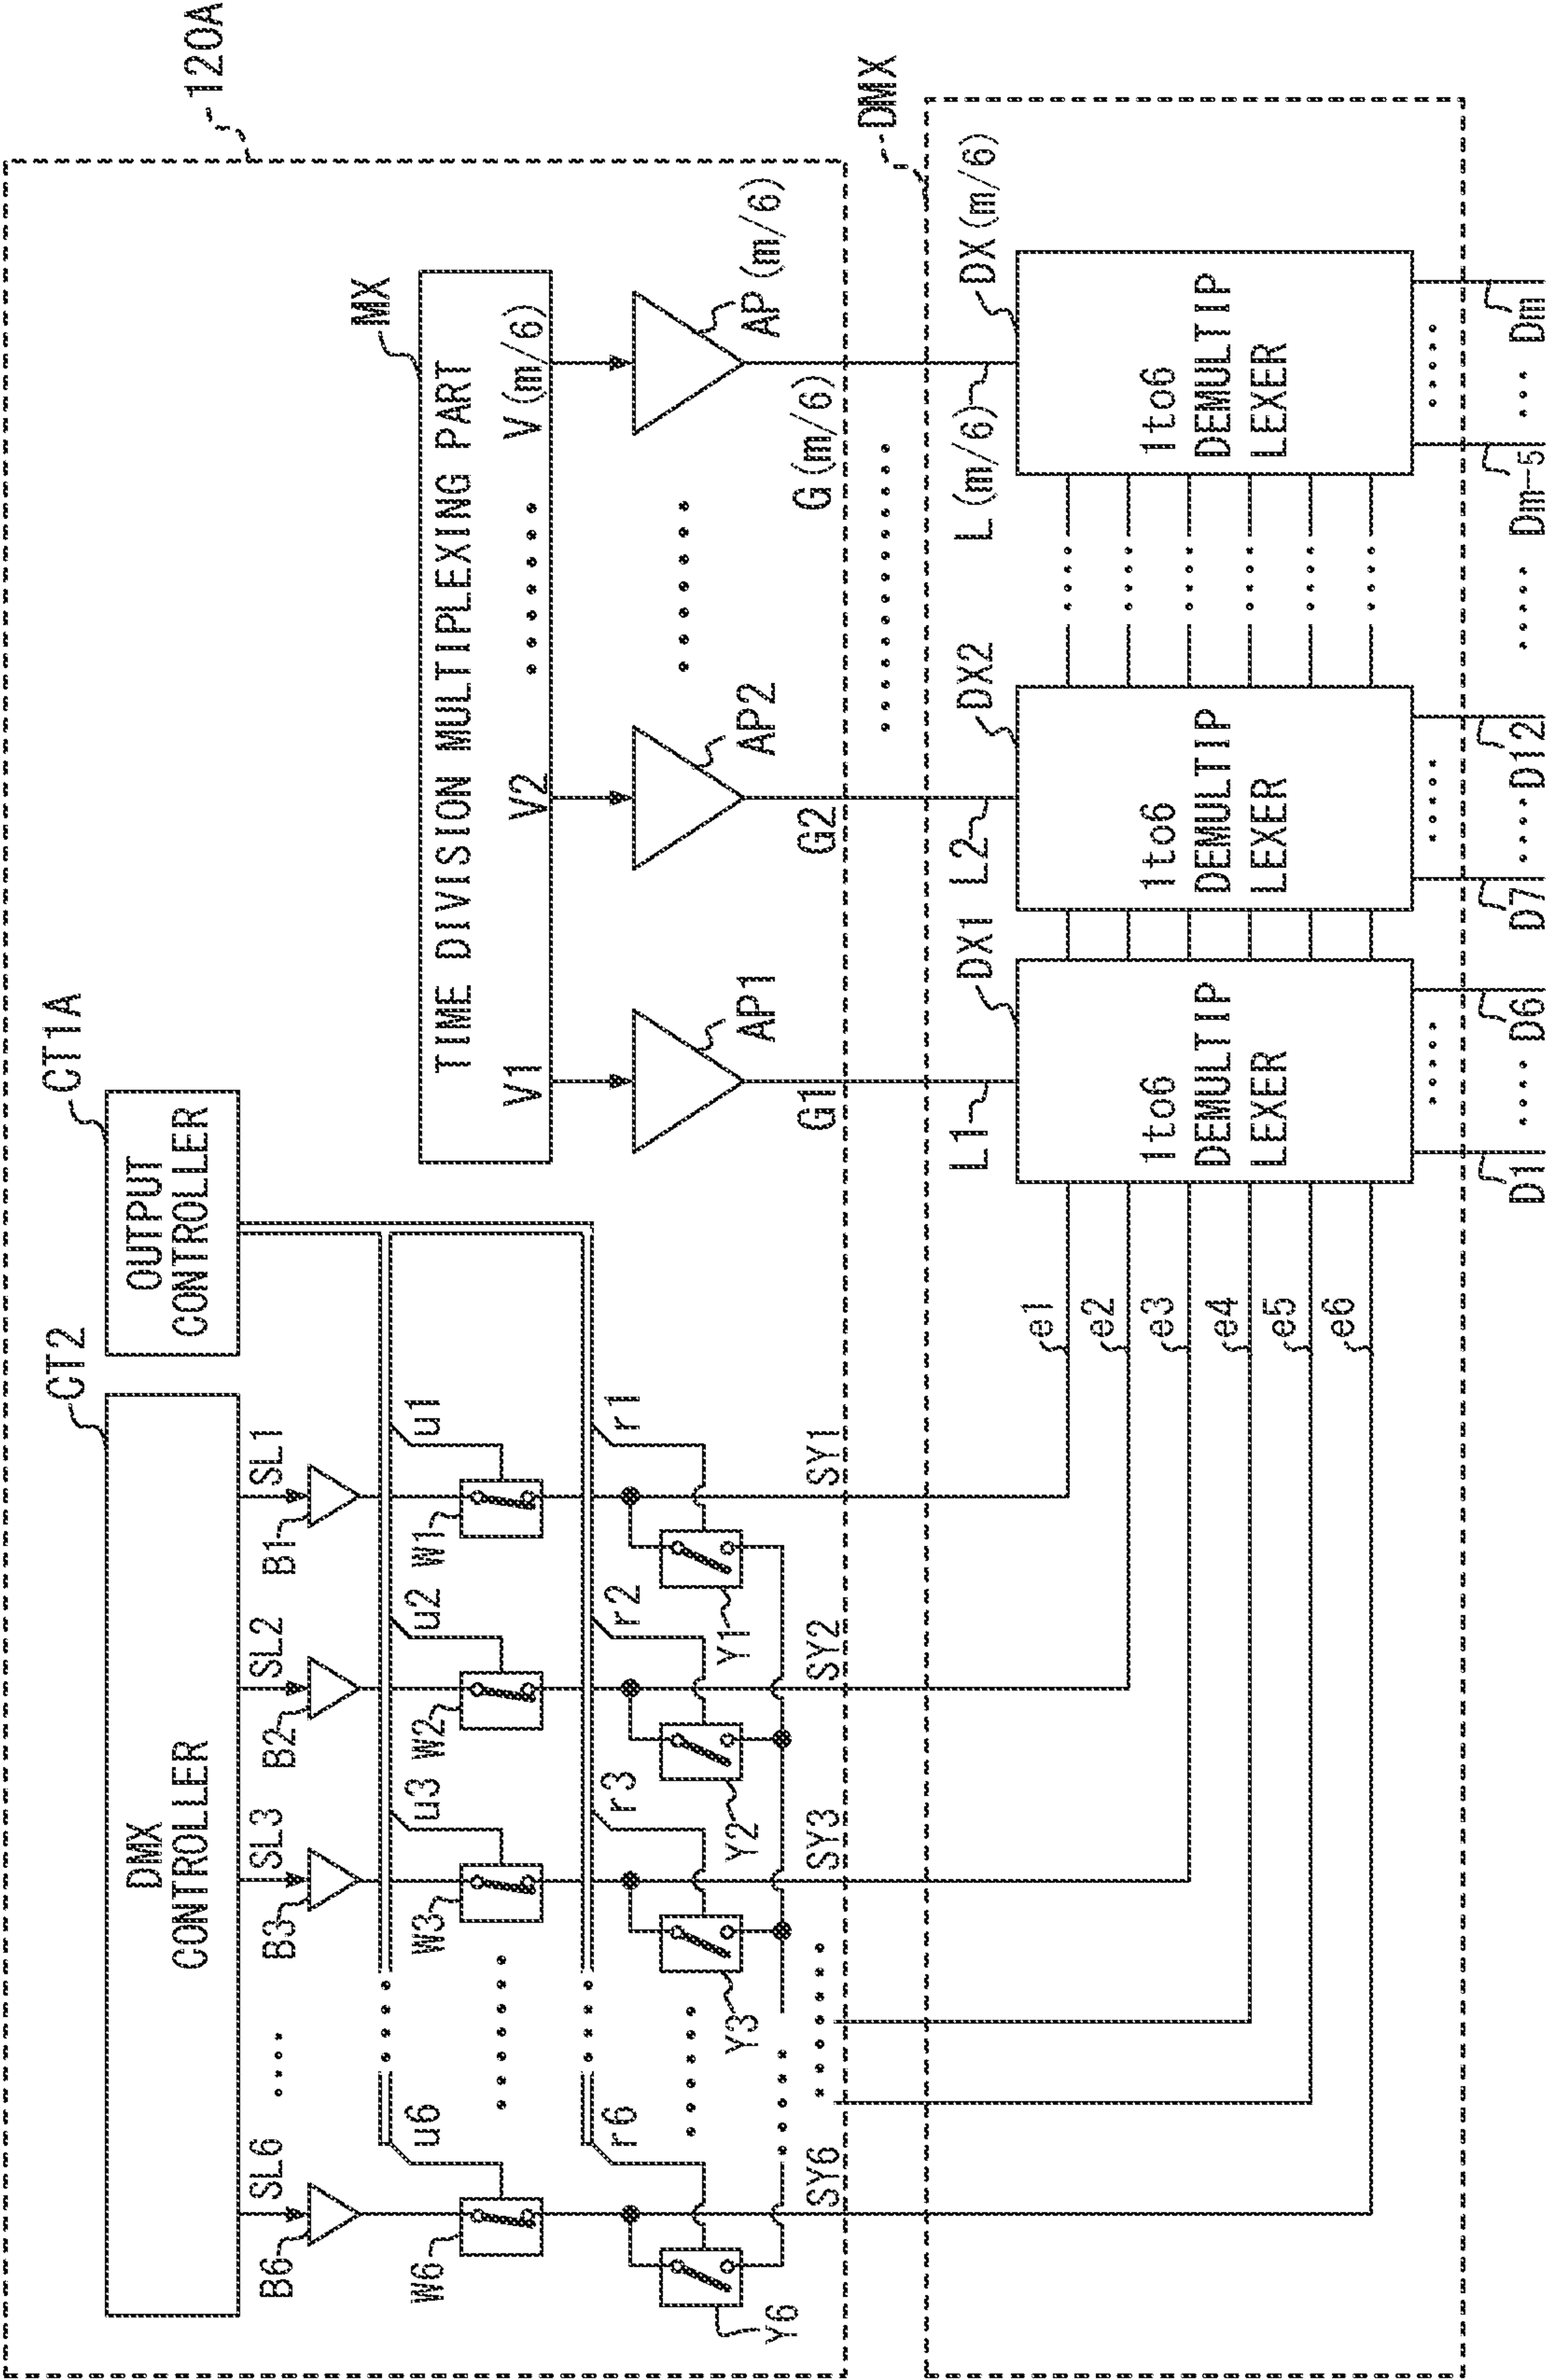 120A
CT2
CT1A
DMX
CONTROLLER
OUTPUT
CONTROLLER
SL6
SL3
SL2
SL1
B6
B3
B2
B1
MX
u6
u3
u2
u1
W6
W3
W2
W1
TIME DIVISION MULTIPLEXING PART
V1
V2
V(m/6)
r6
r3
r2
r1
Y6
Y3
Y2
Y1
AP1
AP2
AP(m/6)
SY6
SY3
SY2
SY1
G1
G2
G(m/6)
DMX
L1
DX1
L2
DX2
L(m/6)
DX(m/6)
e1
e2
e3
e4
e5
e6
1to6
DEMULTIP
LEXER
1to6
DEMULTIP
LEXER
1to6
DEMULTIP
LEXER
D1
D6
D7
D12
Dm-5
Dm